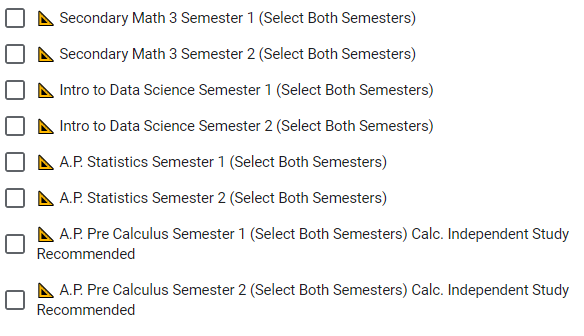 Secondary Math 3 Semester 1 (Select Both Semesters)
Secondary Math 3 Semester 2 (Select Both Semesters)
Intro to Data Science Semester 1 (Select Both Semesters)
Intro to Data Science Semester 2 (Select Both Semesters)
A.P. Statistics Semester 1 (Select Both Semesters)
A.P. Statistics Semester 2 (Select Both Semesters)
A.P. Pre Calculus Semester 1 (Select Both Semesters) Calc. Independent Study
Recommended
A.P. Pre Calculus Semester 2 (Select Both Semesters) Calc. Independent Study
Recommended